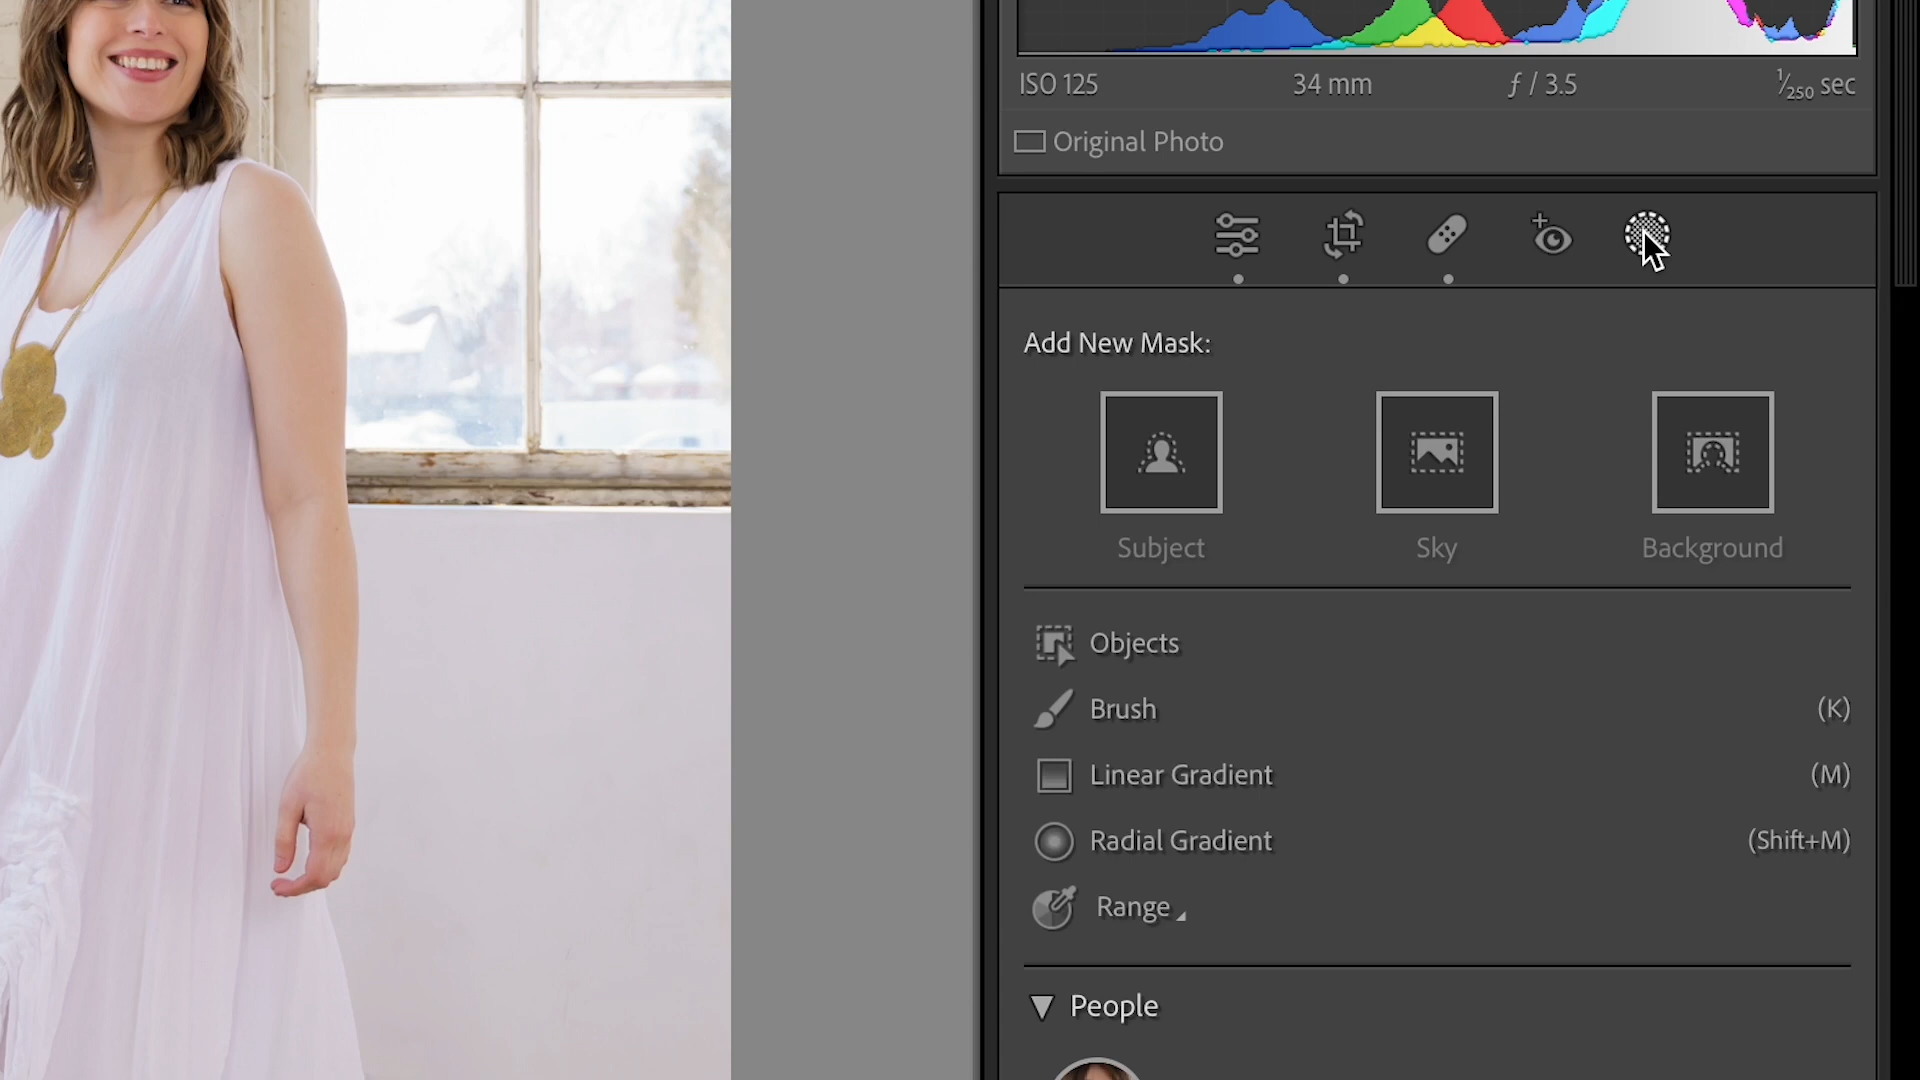 ISO 125 34 mm ƒ / 3.5 1/250 sec
Original Photo
Add New Mask:
Subject Sky Background
Objects
Brush (K)
Linear Gradient (M)
Radial Gradient (Shift+M)
Range
People